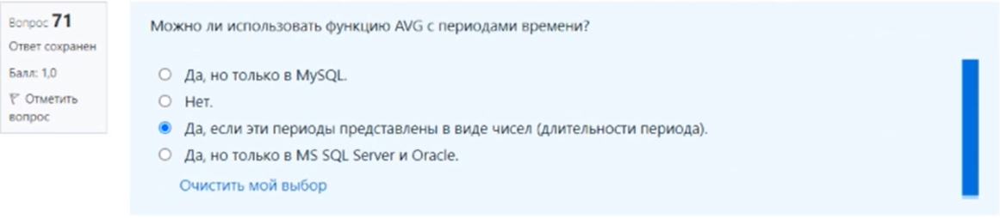 Вопрос 71
Ответ сохранен
Балл: 1,0
Отметить
вопрос
Можно ли использовать функцию AVG с периодами времени?
Да, но только в MySQL.
Нет.
Да, если эти периоды представлены в виде чисел (длительности периода).
Да, но только в MS SQL Server и Oracle.
Очистить мой выбор